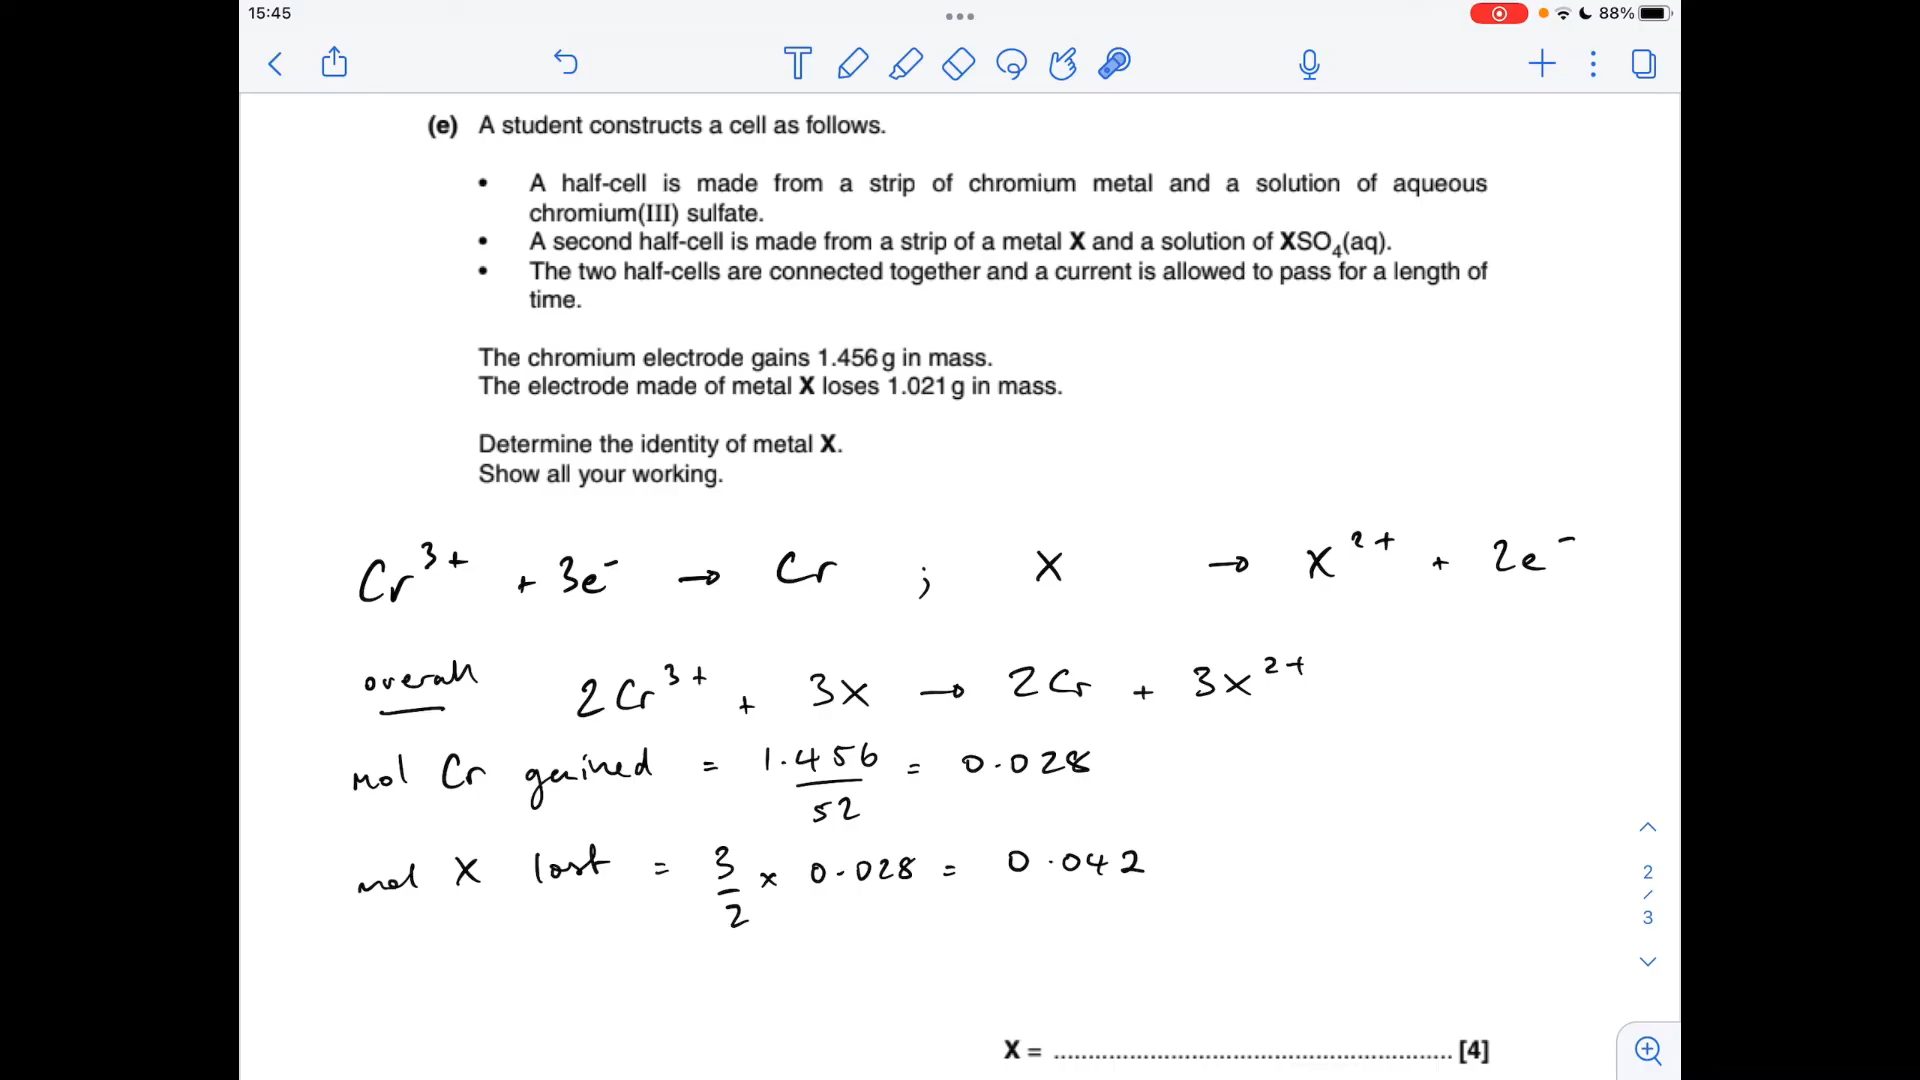 15:45
88%
(e) A student constructs a cell as follows.
• A half-cell is made from a strip of chromium metal and a solution of aqueous
chromium(III) sulfate.
• A second half-cell is made from a strip of a metal X and a solution of XSO₄(aq).
• The two half-cells are connected together and a current is allowed to pass for a length of
time.
The chromium electrode gains 1.456 g in mass.
The electrode made of metal X loses 1.021 g in mass.
Determine the identity of metal X.
Show all your working.
Cr³⁺ + 3e⁻ → Cr ; X → X²⁺ + 2e⁻
overall 2Cr³⁺ + 3X → 2Cr + 3X²⁺
mol Cr gained = 1.456/52 = 0.028
mol X lost = 3/2 × 0.028 = 0.042
2
/
3
X = ........................................................... [4]